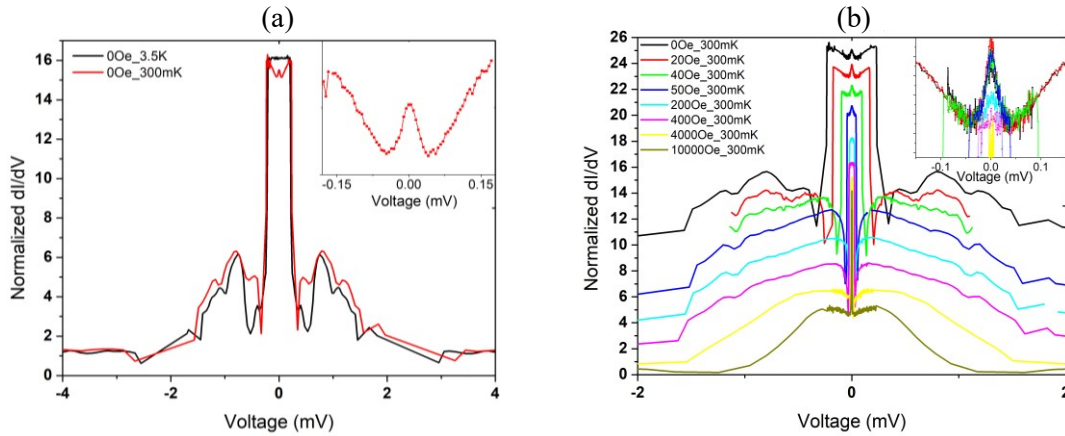 (a)
0Oe_3.5K
0Oe_300mK
Normalized dI/dV
16
14
12
10
8
6
4
2
0
-4
-2
0
2
4
Voltage (mV)
-0.15
0.00
0.15
Voltage (mV)
(b)
0Oe_300mK
20Oe_300mK
40Oe_300mK
50Oe_300mK
200Oe_300mK
400Oe_300mK
4000Oe_300mK
10000Oe_300mK
Normalized dI/dV
26
24
22
20
18
16
14
12
10
8
6
4
2
0
-2
-1
0
1
2
Voltage (mV)
-0.1
0.0
0.1
Voltage (mV)